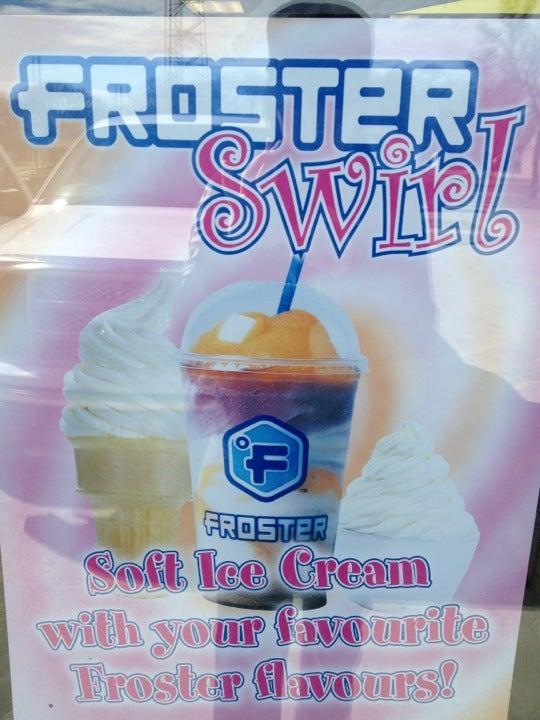 FROSTER
Swirl
°F
FROSTER
Soft Ice Cream
with your favourite
Froster flavours!